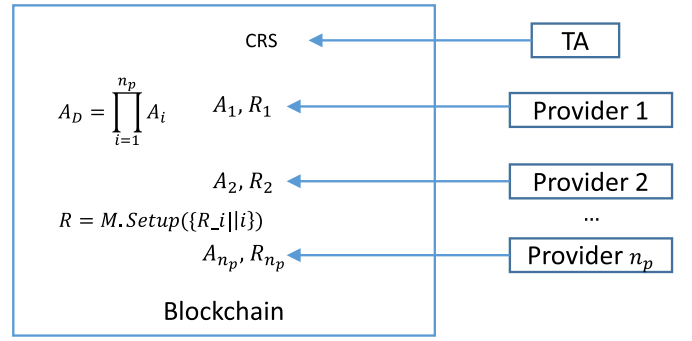 CRS
TA
n_p
A_D = ∏ A_i
i=1
A_1, R_1
Provider 1
A_2, R_2
Provider 2
...
R = M.Setup({R_i||i})
A_{n_p}, R_{n_p}
Provider n_p
Blockchain